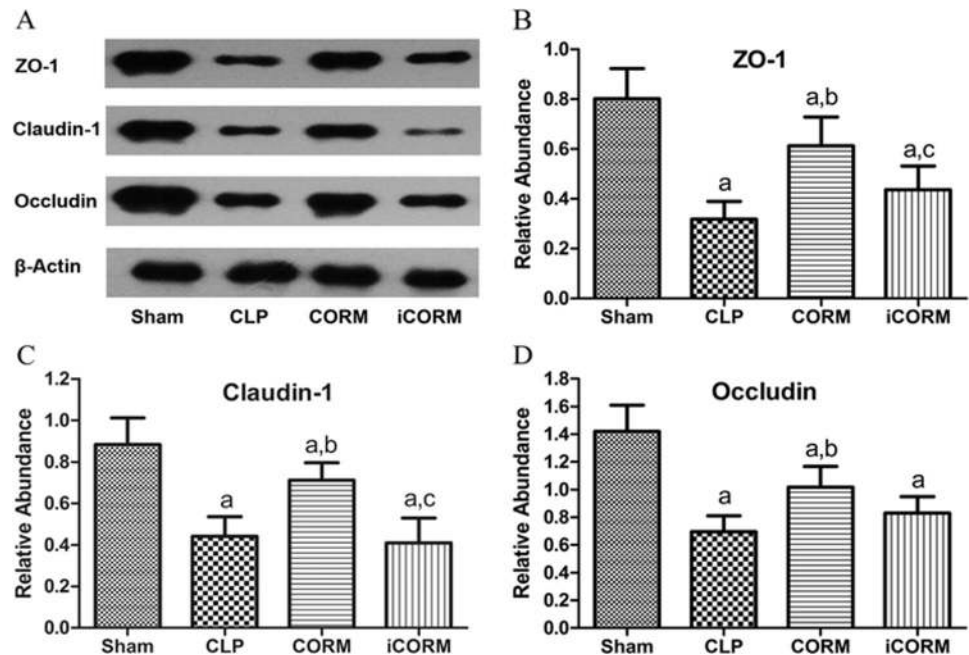 A
ZO-1
Claudin-1
Occludin
β-Actin
Sham CLP CORM iCORM
B
ZO-1
Relative Abundance
1.0
0.8
0.6
0.4
0.2
0.0
a
a,b
a,c
Sham CLP CORM iCORM
C
Claudin-1
Relative Abundance
1.2
1.0
0.8
0.6
0.4
0.2
0.0
a
a,b
a,c
Sham CLP CORM iCORM
D
Occludin
Relative Abundance
1.8
1.6
1.4
1.2
1.0
0.8
0.6
0.4
0.2
0.0
a
a,b
a
Sham CLP CORM iCORM